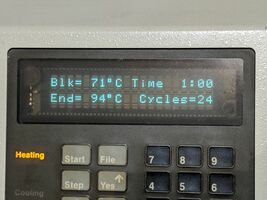 Blk= 71°C Time 1:00
End= 94°C Cycles=24
Heating
Start File 7 8 9
Step Yes 4 5 6
Cooling